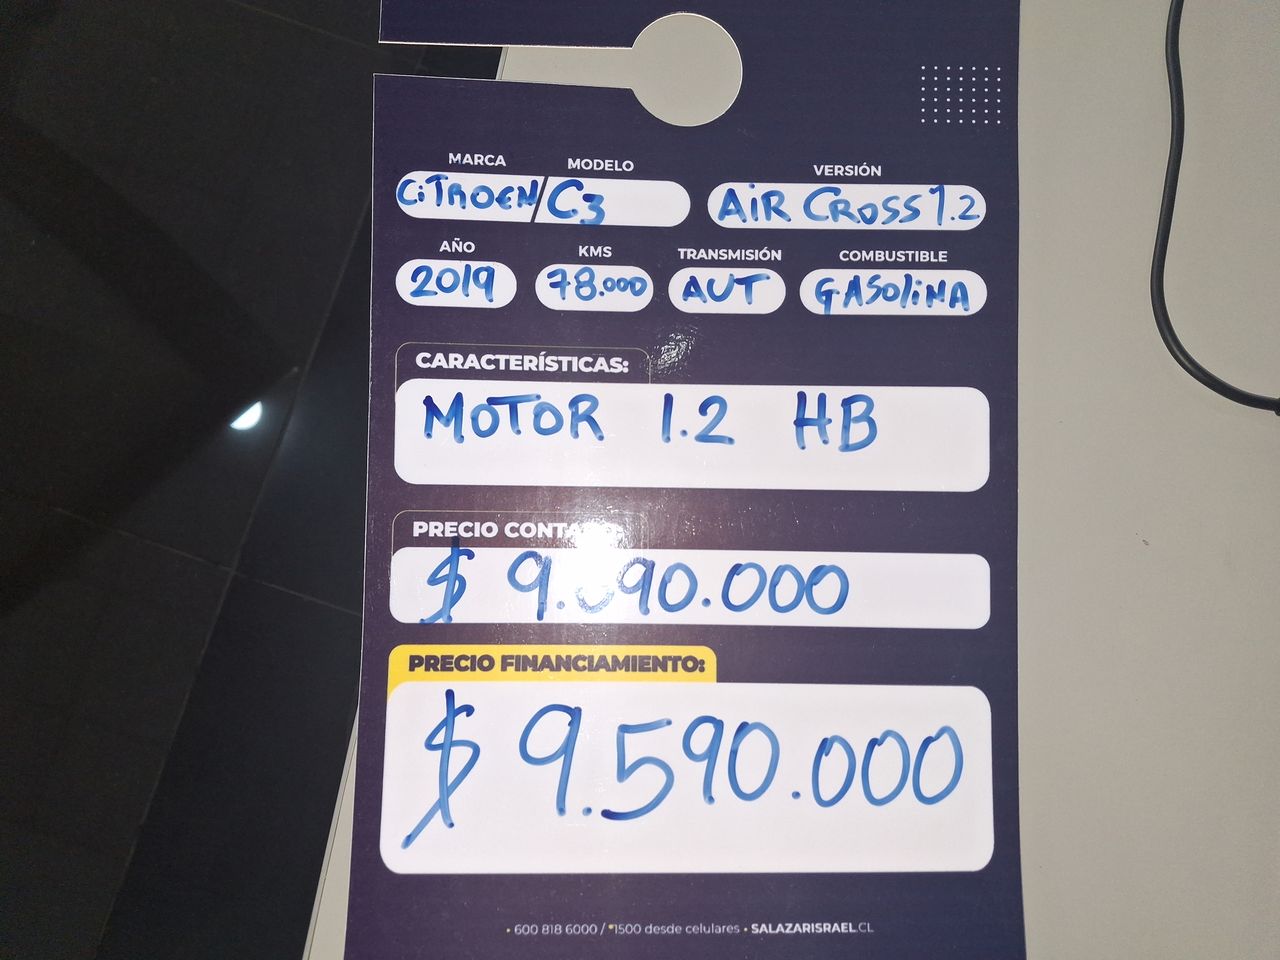 MARCA MODELO VERSIÓN
CiTROEN/C3 AiR CROSS 1.2
AÑO KMS TRANSMISIÓN COMBUSTIBLE
2019 78.000 AUT GASOliNA
CARACTERÍSTICAS:
MOTOR 1.2 HB
PRECIO
$
PRECIO FINANCIAMIENTO:
$ 9.590.000
• 600 818 6000 / *1500 desde celulares • SALAZARISRAEL.CL